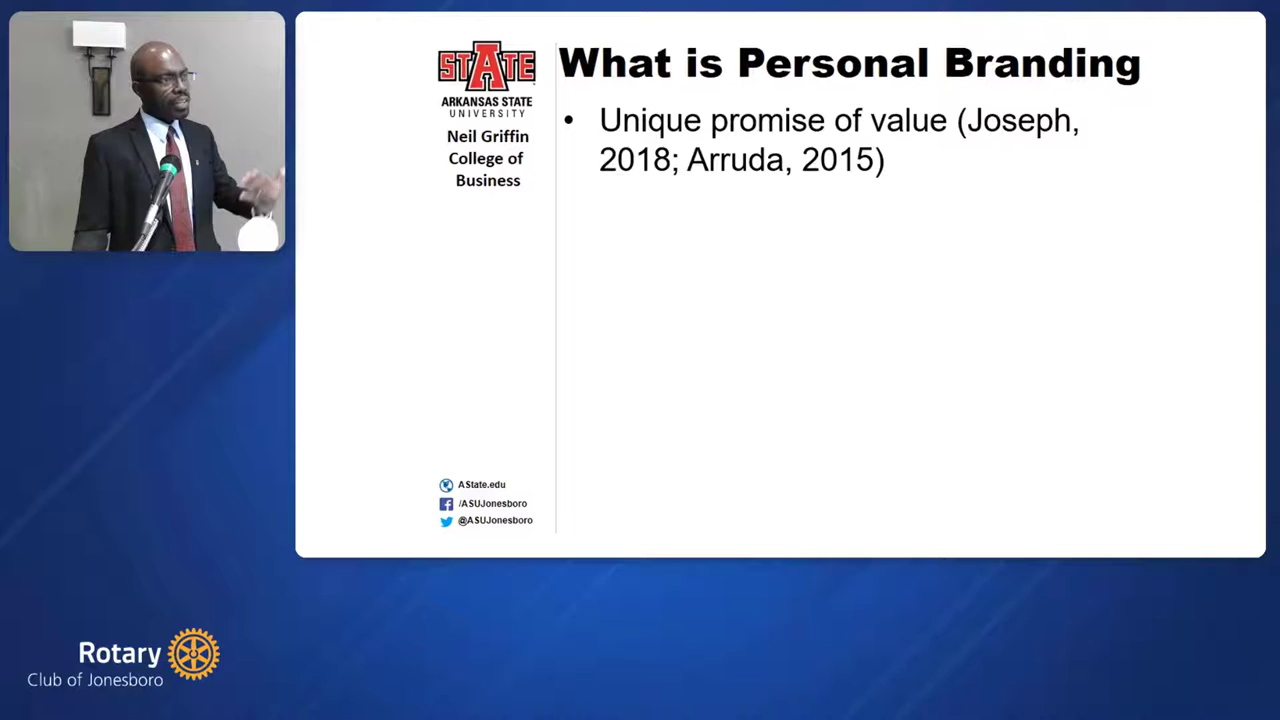 STATE
ARKANSAS STATE
UNIVERSITY
Neil Griffin
College of
Business
What is Personal Branding
• Unique promise of value (Joseph,
2018; Arruda, 2015)
AState.edu
/ASUJonesboro
@ASUJonesboro
Rotary
Club of Jonesboro